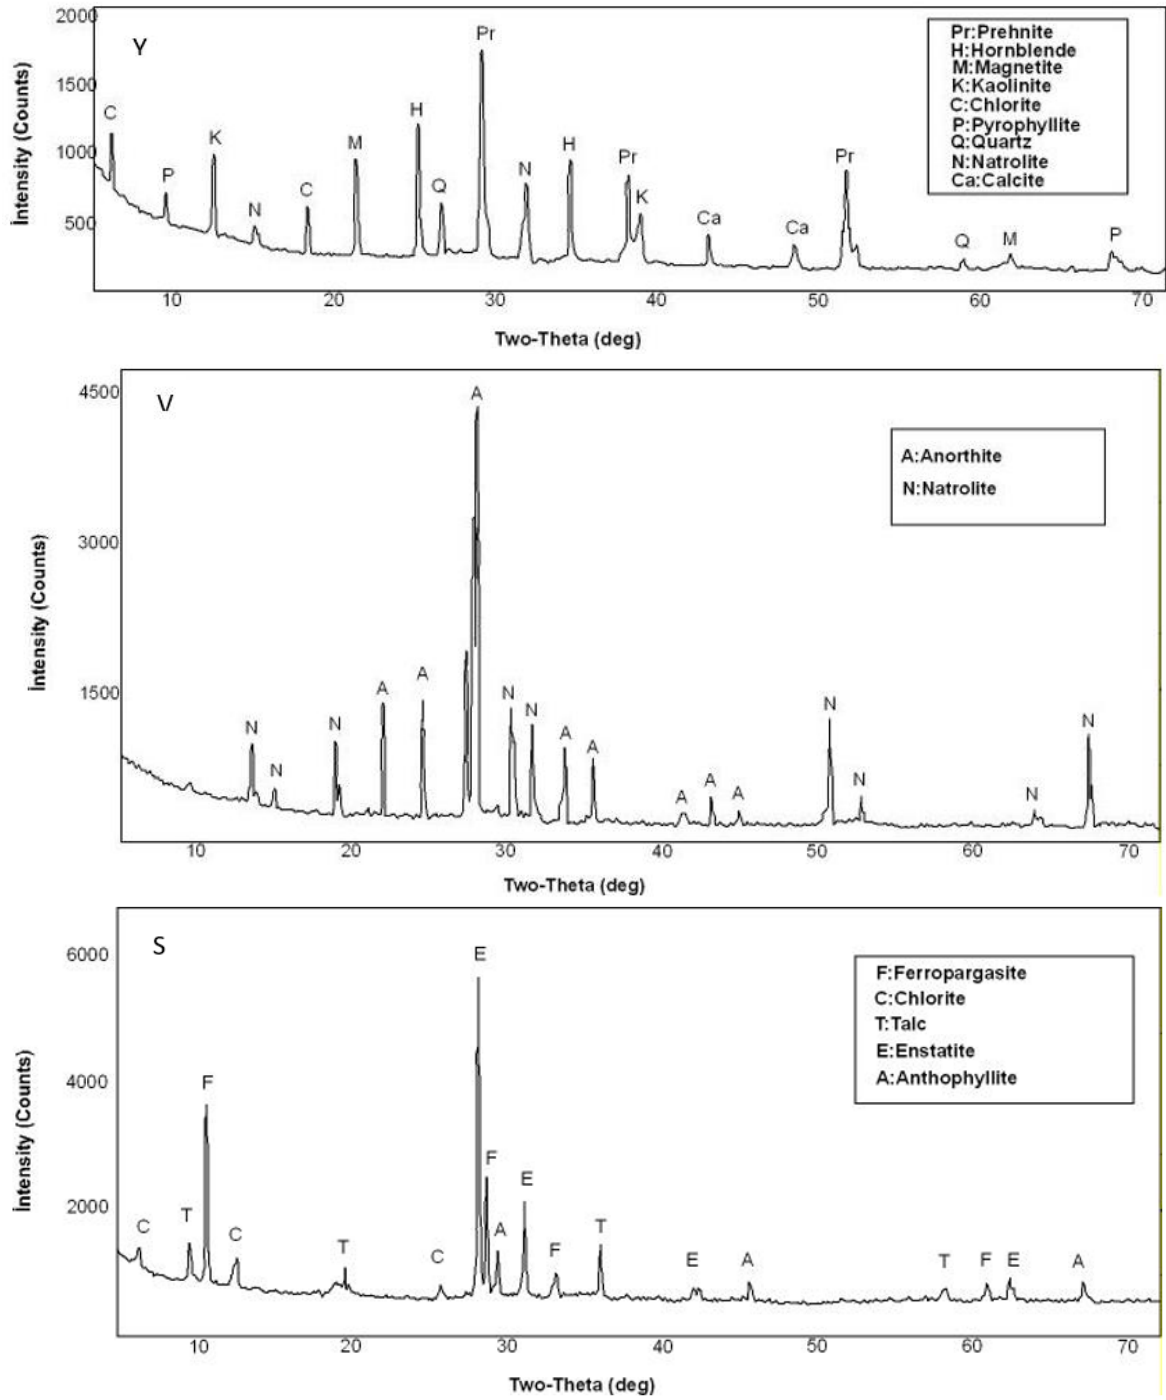 2000
Y
Pr
Pr:Prehnite
H:Hornblende
M:Magnetite
K:Kaolinite
C:Chlorite
P:Pyrophyllite
Q:Quartz
N:Natrolite
Ca:Calcite
1500
C
H
K
M
1000
P
Q
N
H
Pr
K
Pr
N
C
Ca
Ca
500
Q
M
P
İntensity (Counts)
10 20 30 40 50 60 70
Two-Theta (deg)
4500
V
A
A:Anorthite
N:Natrolite
3000
İntensity (Counts)
1500
N
N
N
A
A
N
N
A
A
A
A
A
N
N
N
N
10 20 30 40 50 60 70
Two-Theta (deg)
S
6000
E
F:Ferropargasite
C:Chlorite
T:Talc
E:Enstatite
A:Anthophyllite
4000
F
İntensity (Counts)
2000
C
T
C
T
C
F
A
E
F
T
E
A
T
F
E
A
10 20 30 40 50 60 70
Two-Theta (deg)